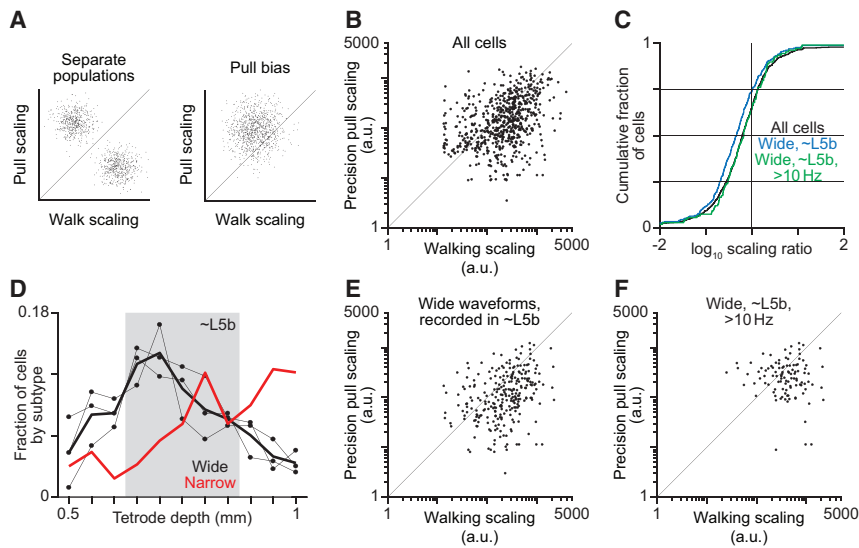 A
Separate
populations
Pull scaling
Walk scaling
Pull bias
Pull scaling
Walk scaling
B
All cells
5000
Precision pull scaling
(a.u.)
1
1
Walking scaling
(a.u.)
5000
C
1
Cumulative fraction
of cells
0
All cells
Wide, ~L5b
Wide, ~L5b,
>10 Hz
-2
log10 scaling ratio
2
D
0.18
~L5b
Fraction of cells
by subtype
Wide
Narrow
0
0.5
Tetrode depth (mm)
1
E
Wide waveforms,
recorded in ~L5b
5000
Precision pull scaling
(a.u.)
1
1
Walking scaling
(a.u.)
5000
F
Wide, ~L5b,
>10 Hz
5000
Precision pull scaling
(a.u.)
1
1
Walking scaling
(a.u.)
5000